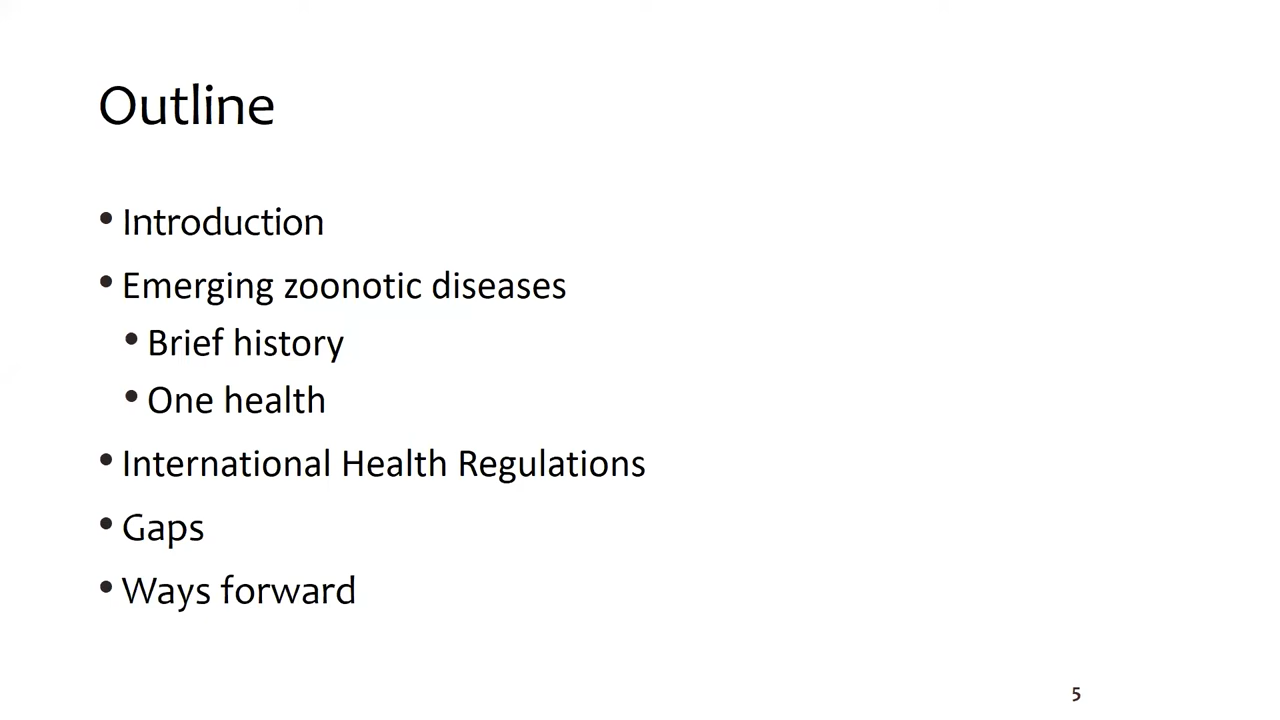 Outline
• Introduction
• Emerging zoonotic diseases
• Brief history
• One health
• International Health Regulations
• Gaps
• Ways forward
5